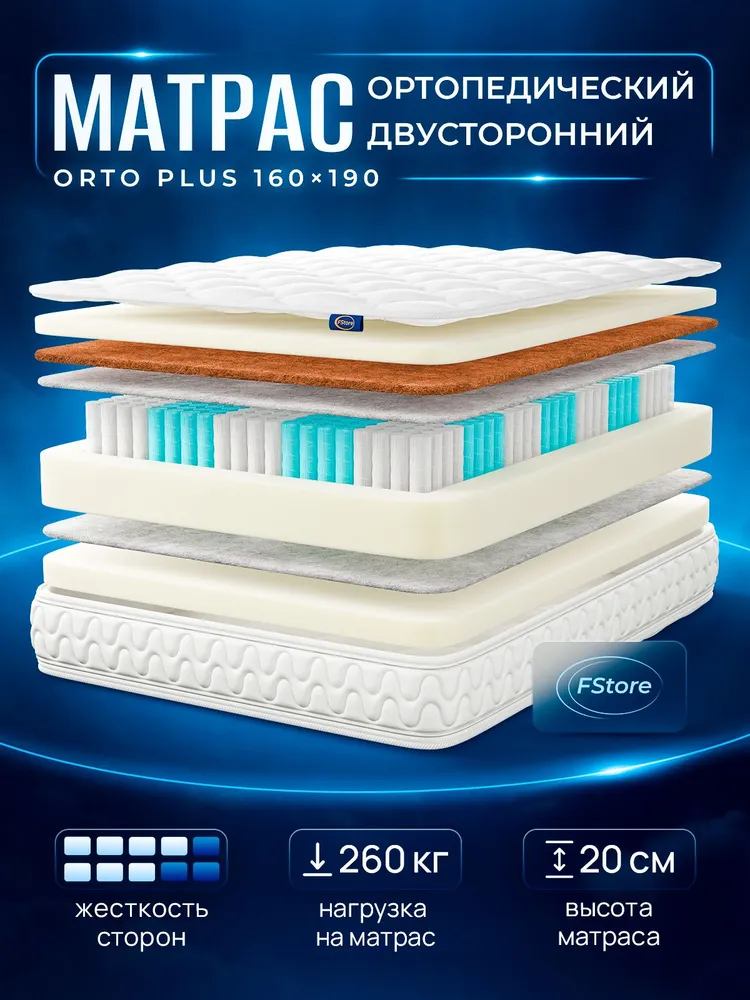 МАТРАС
ОРТОПЕДИЧЕСКИЙ
ДВУСТОРОННИЙ
ORTO PLUS 160×190
FStore
FStore
260 кг
20 см
жесткость
сторон
нагрузка
на матрас
высота
матраса